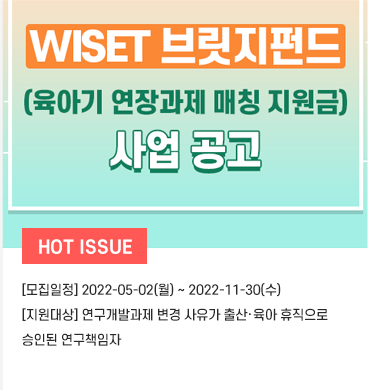 WISET 브릿지펀드
(육아기 연장과제 매칭 지원금)
사업 공고
HOT ISSUE
[모집일정] 2022-05-02(월) ~ 2022-11-30(수)
[지원대상] 연구개발과제 변경 사유가 출산·육아 휴직으로
승인된 연구책임자